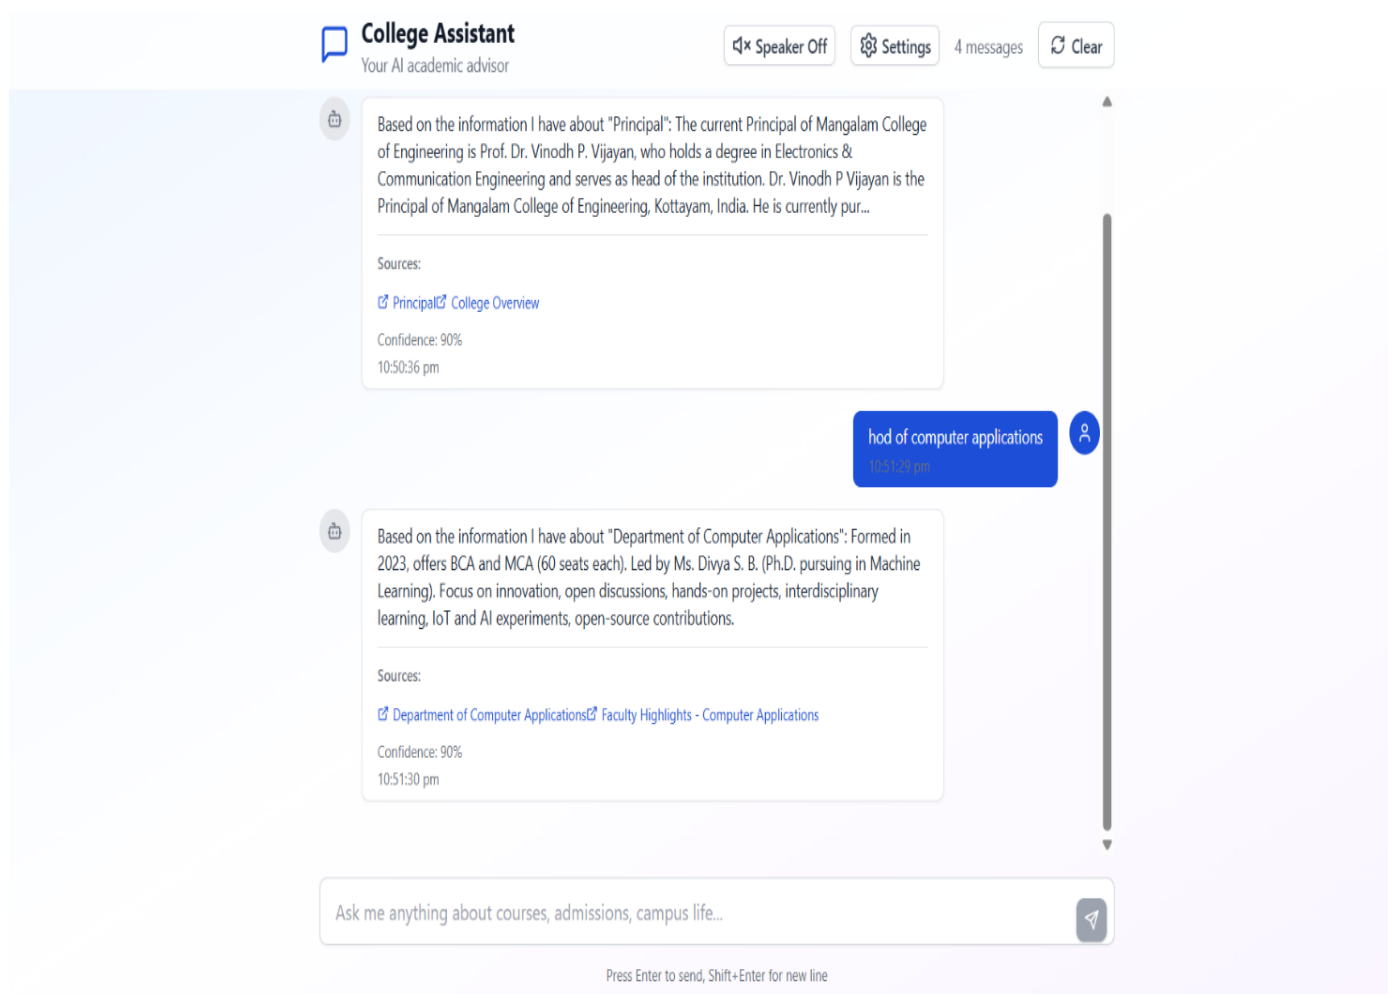 College Assistant
Your AI academic advisor
Speaker Off
Settings
4 messages
Clear
Based on the information I have about "Principal": The current Principal of Mangalam College
of Engineering is Prof. Dr. Vinodh P. Vijayan, who holds a degree in Electronics &
Communication Engineering and serves as head of the institution. Dr. Vinodh P Vijayan is the
Principal of Mangalam College of Engineering, Kottayam, India. He is currently pur...
Sources:
Principal College Overview
Confidence: 90%
10:50:36 pm
hod of computer applications
10:51:29 pm
Based on the information I have about "Department of Computer Applications": Formed in
2023, offers BCA and MCA (60 seats each). Led by Ms. Divya S. B. (Ph.D. pursuing in Machine
Learning). Focus on innovation, open discussions, hands-on projects, interdisciplinary
learning, IoT and AI experiments, open-source contributions.
Sources:
Department of Computer Applications Faculty Highlights - Computer Applications
Confidence: 90%
10:51:30 pm
Ask me anything about courses, admissions, campus life...
Press Enter to send, Shift+Enter for new line